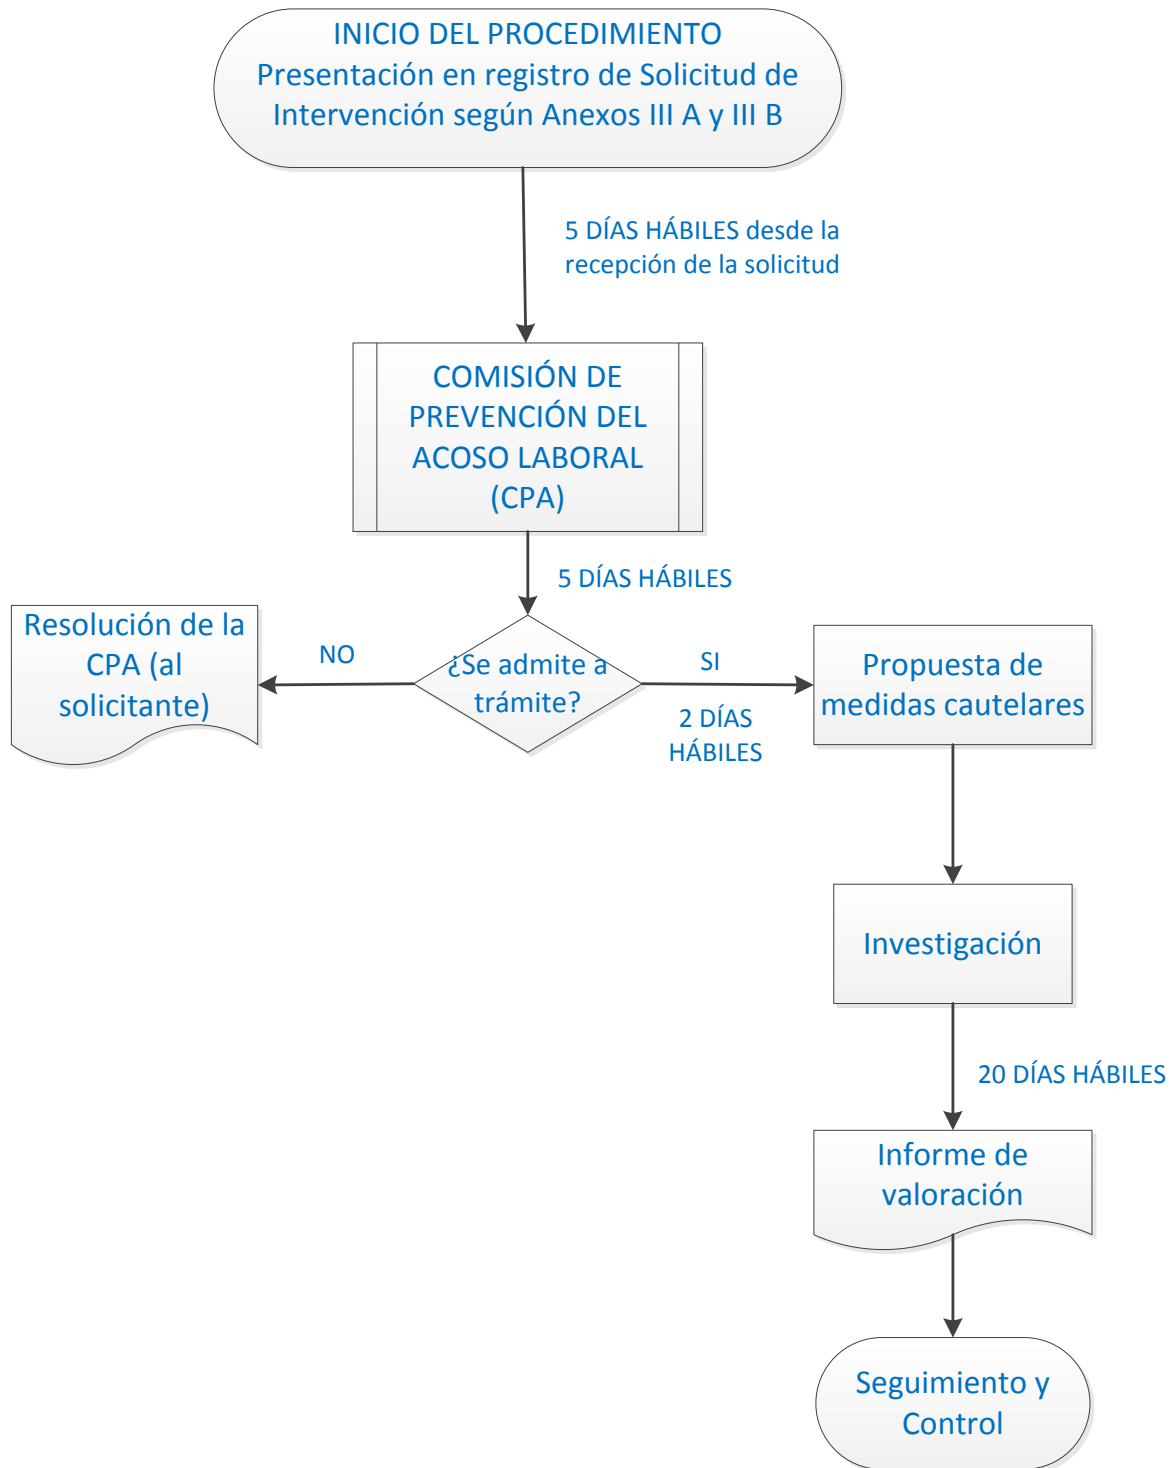 INICIO DEL PROCEDIMIENTO
Presentación en registro de Solicitud de
Intervención según Anexos III A y III B
5 DÍAS HÁBILES desde la
recepción de la solicitud
COMISIÓN DE
PREVENCIÓN DEL
ACOSO LABORAL
(CPA)
5 DÍAS HÁBILES
Resolución de la
CPA (al
solicitante)
NO
¿Se admite a
trámite?
SI
2 DÍAS
HÁBILES
Propuesta de
medidas cautelares
Investigación
20 DÍAS HÁBILES
Informe de
valoración
Seguimiento y
Control